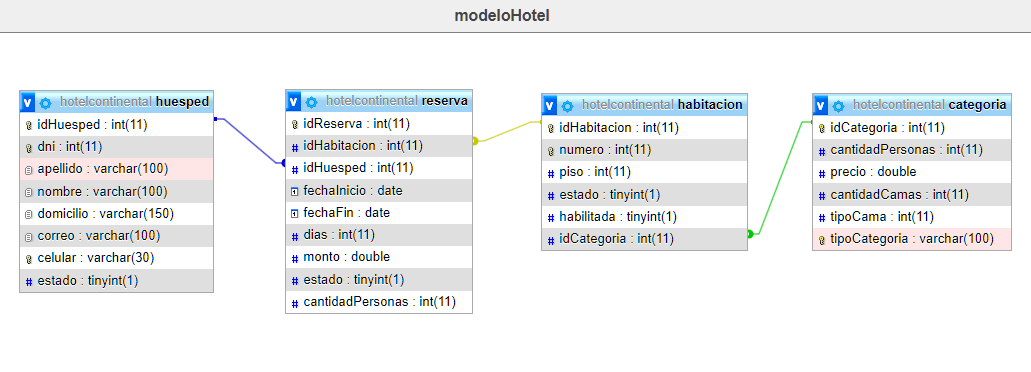 modeloHotel
hotelcontinental huesped
idHuesped : int(11)
dni : int(11)
apellido : varchar(100)
nombre : varchar(100)
domicilio : varchar(150)
correo : varchar(100)
celular : varchar(30)
estado : tinyint(1)
hotelcontinental reserva
idReserva : int(11)
idHabitacion : int(11)
idHuesped : int(11)
fechaInicio : date
fechaFin : date
dias : int(11)
monto : double
estado : tinyint(1)
cantidadPersonas : int(11)
hotelcontinental habitacion
idHabitacion : int(11)
numero : int(11)
piso : int(11)
estado : tinyint(1)
habilitada : tinyint(1)
idCategoria : int(11)
hotelcontinental categoria
idCategoria : int(11)
cantidadPersonas : int(11)
precio : double
cantidadCamas : int(11)
tipoCama : int(11)
tipoCategoria : varchar(100)